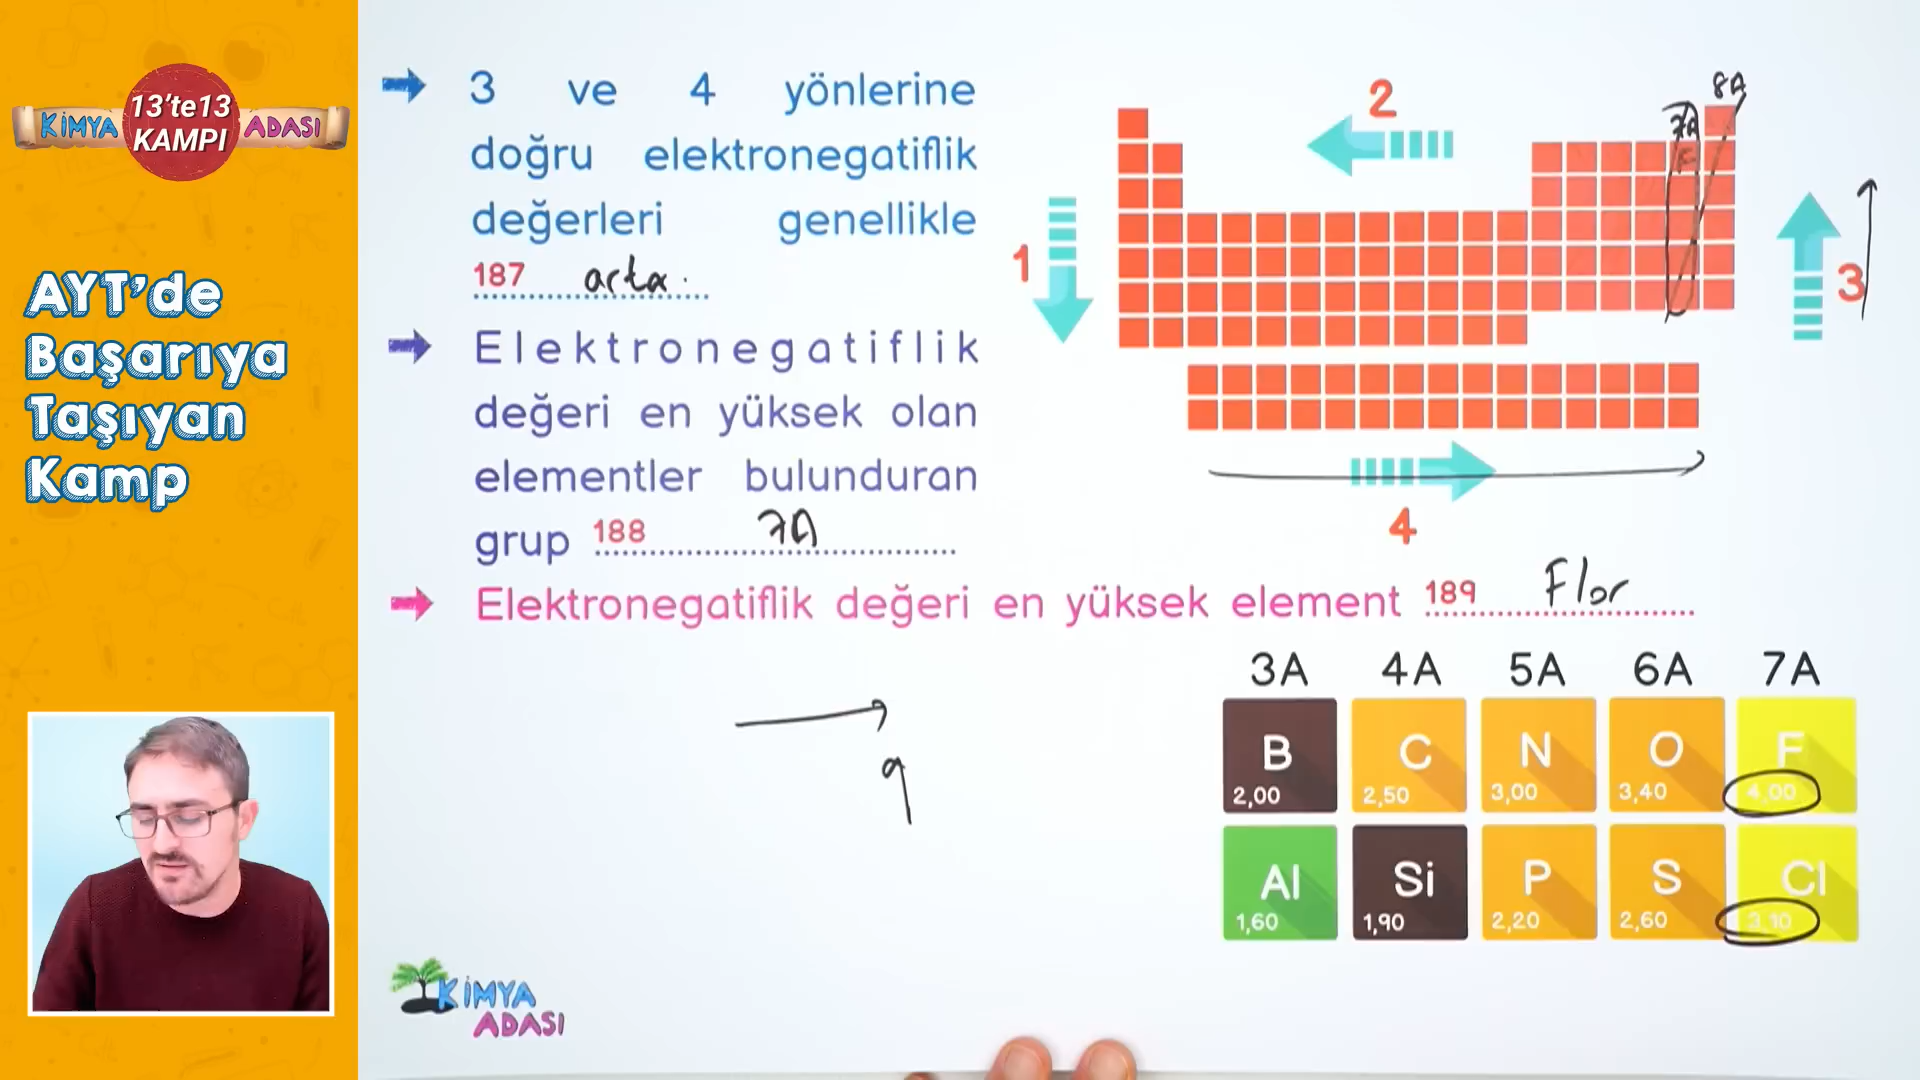 KİMYA 13'te13 KAMPI ADASI
AYT'de
Başarıya
Taşıyan
Kamp
3 ve 4 yönlerine
doğru elektronegatiflik
değerleri genellikle
187 arta.
Elektronegatiflik
değeri en yüksek olan
elementler bulunduran
grup 188 7A
Elektronegatiflik değeri en yüksek element 189 Flor
1
2
3
4
7A
8A
F
3A 4A 5A 6A 7A
B C N O F
2,00 2,50 3,00 3,40 4,00
Al Si P S Cl
1,60 1,90 2,20 2,60 3,10
KİMYA
ADASI